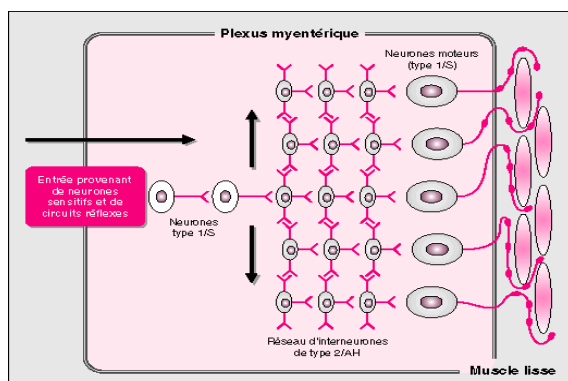 Plexus myentérique
Neurones moteurs
(type 1/S)
Entrée provenant
de neurones
sensitifs et de
circuits réflexes
Neurones
type 1/S
Réseau d'interneurones
de type 2/AH
Muscle lisse